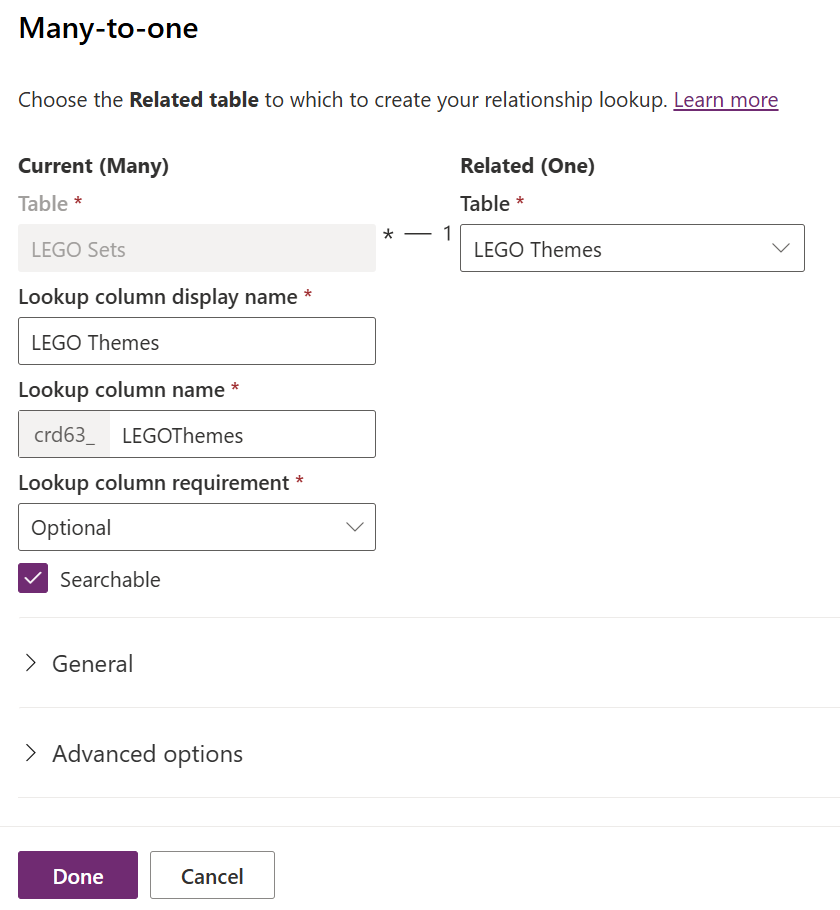 Many-to-one
Choose the Related table to which to create your relationship lookup. Learn more
Current (Many)
Table *
LEGO Sets
* — 1
Related (One)
Table *
LEGO Themes
Lookup column display name *
LEGO Themes
Lookup column name *
crd63_ LEGOThemes
Lookup column requirement *
Optional
Searchable
General
Advanced options
Done
Cancel